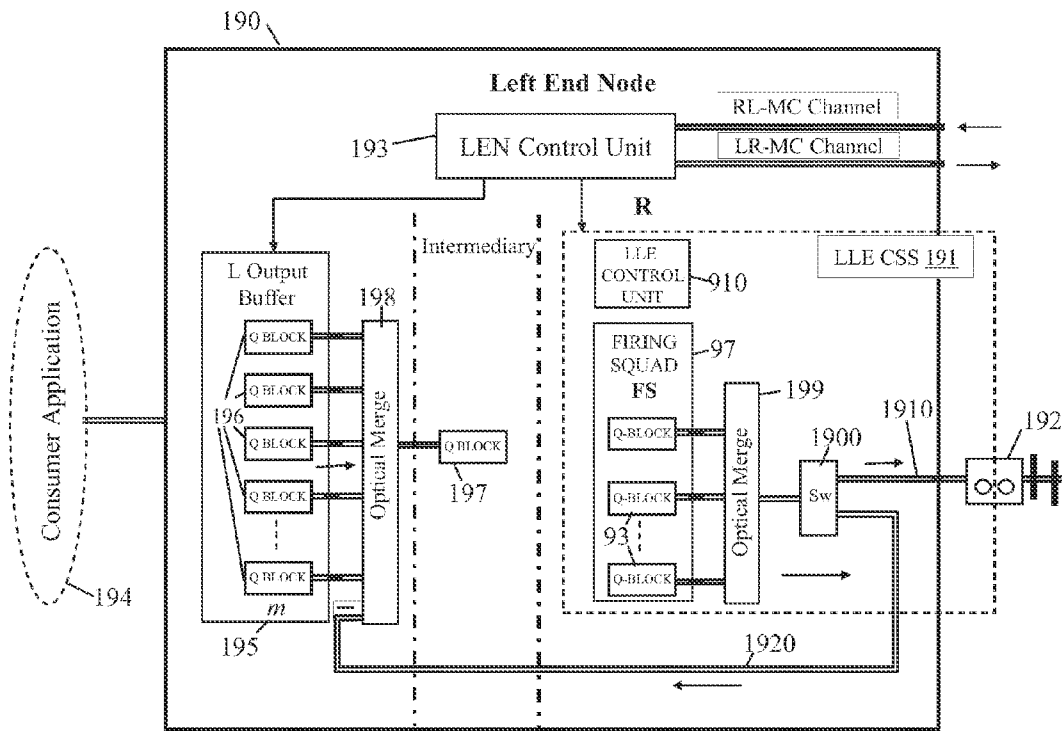 190
Left End Node
RL-MC Channel
193
LEN Control Unit
LR-MC Channel
R
Intermediary
LLE CSS 191
L Output
Buffer
LLE
CONTROL
UNIT
910
198
Q BLOCK
FIRING
SQUAD
FS
97
199
Q BLOCK
196
Q BLOCK
Optical Merge
Q BLOCK
197
Q-BLOCK
1900
1910
192
Sw
Q BLOCK
Q-BLOCK
93
Optical Merge
Q BLOCK
Q-BLOCK
m
195
Consumer Application
194
1920